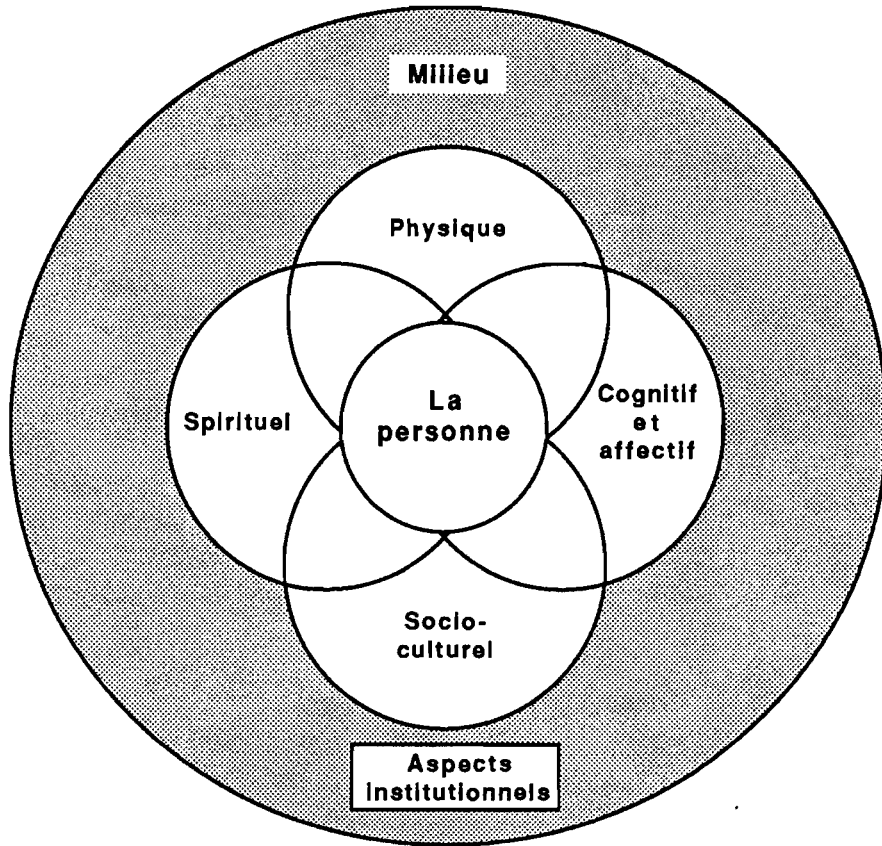 Milieu
Physique
Spirituel
La
personne
Cognitif
et
affectif
Socio-
culturel
Aspects
institutionnels